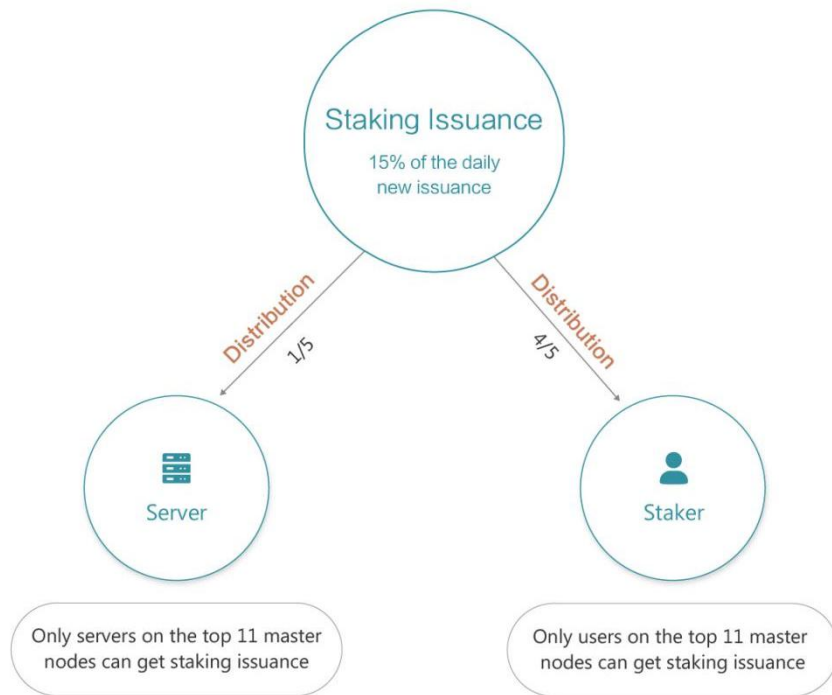 Staking Issuance
15% of the daily
new issuance
Distribution
1/5
Distribution
4/5
Server
Staker
Only servers on the top 11 master
nodes can get staking issuance
Only users on the top 11 master
nodes can get staking issuance